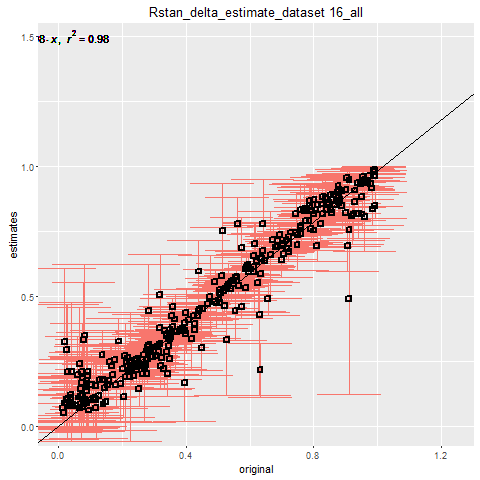 Rstan_delta_estimate_dataset 16_all
1.5
8·x, r² = 0.98
1.0
estimates
0.5
0.0
0.0 0.4 0.8 1.2
original